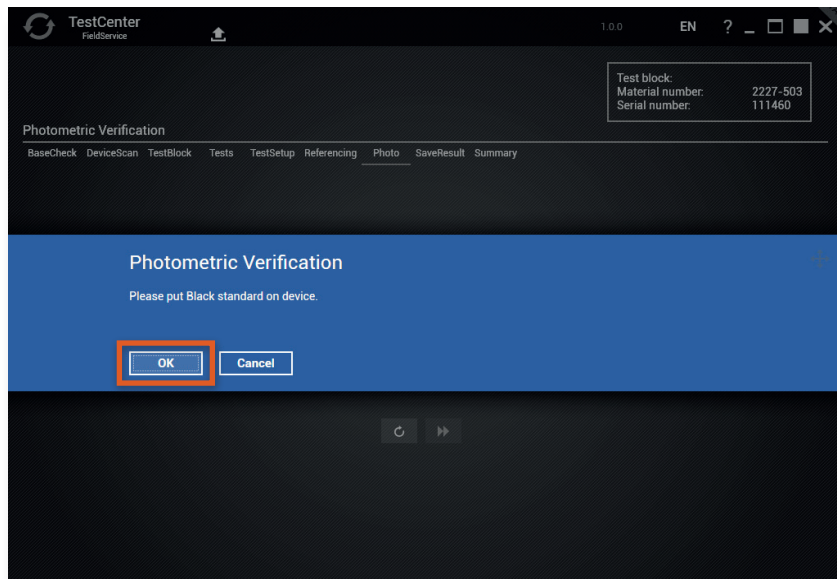 TestCenter
FieldService
1.0.0 EN ?
Test block:
Material number: 2227-503
Serial number: 111460
Photometric Verification
BaseCheck DeviceScan TestBlock Tests TestSetup Referencing Photo SaveResult Summary
Photometric Verification
Please put Black standard on device.
OK Cancel